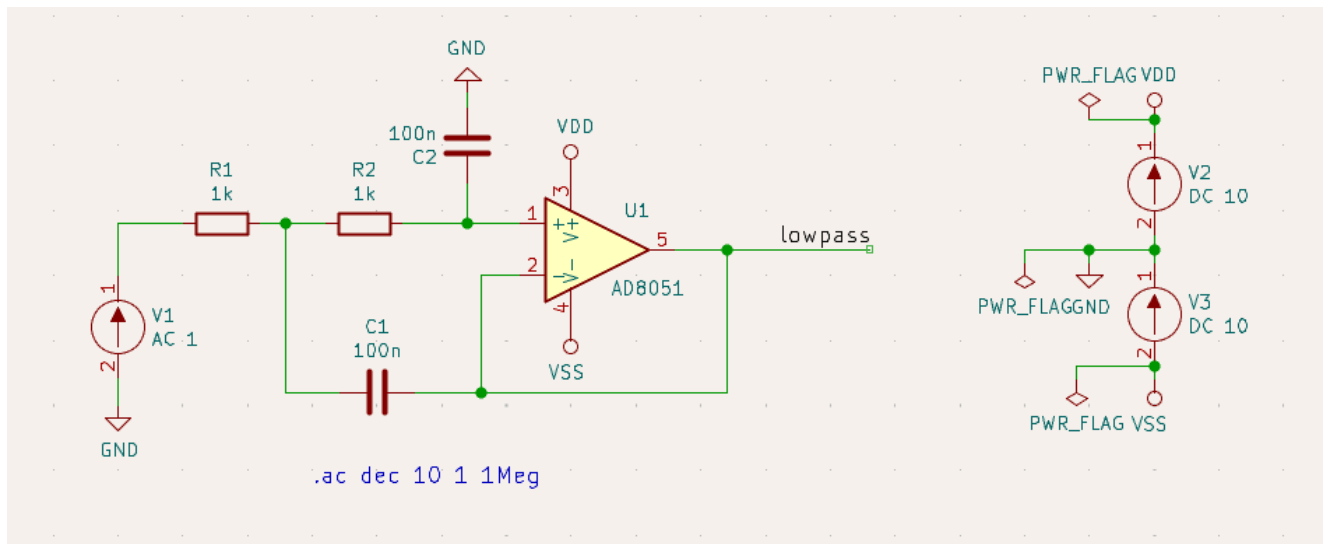 GND
PWR_FLAG VDD
100n
C2
VDD
R1
1k
R2
1k
3
1
V2
DC 10
2
1
U1
V+
+
5
lowpass
2
V-
-
AD8051
4
VSS
1
V1
AC 1
2
GND
C1
100n
PWR_FLAG GND
1
V3
DC 10
2
PWR_FLAG VSS
.ac dec 10 1 1Meg